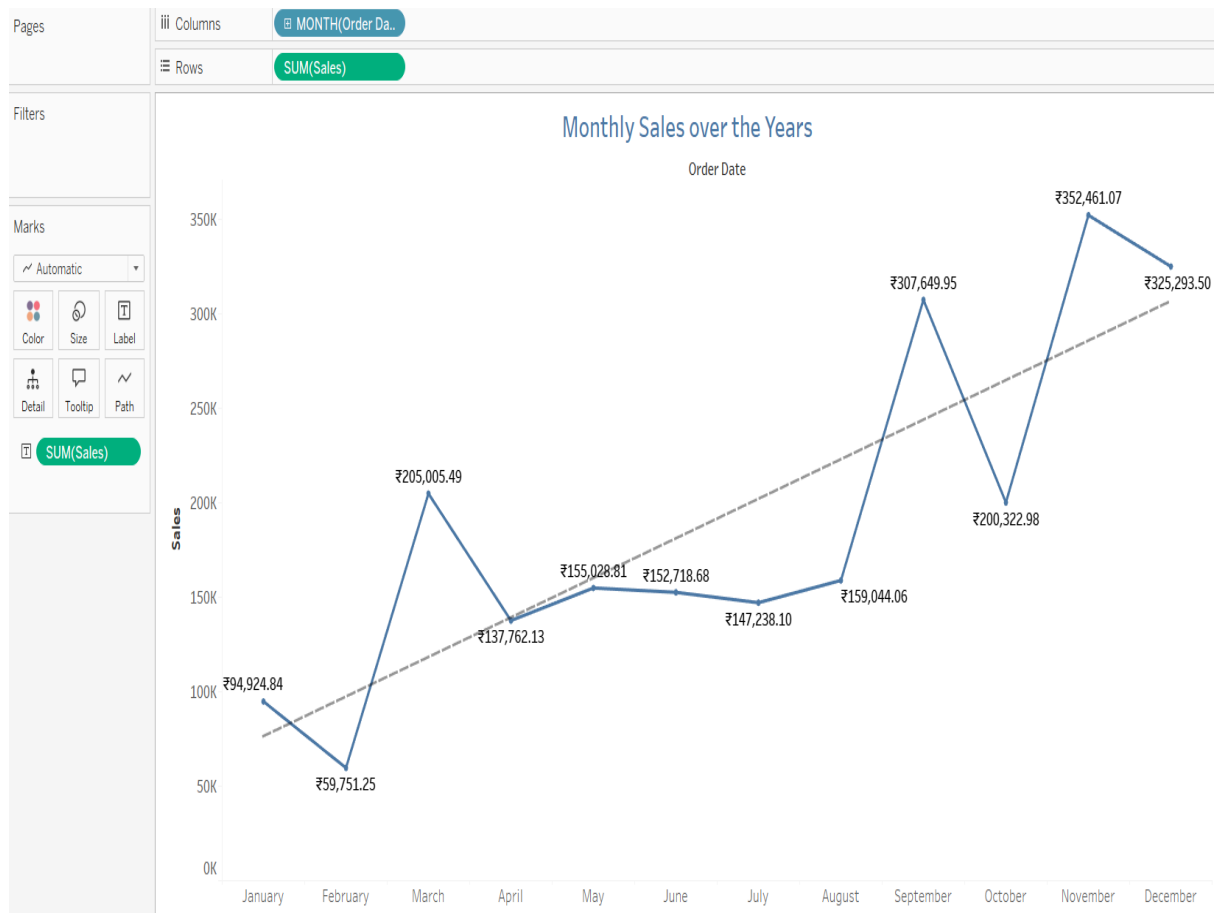 Pages
Columns
MONTH(Order Da..
Rows
SUM(Sales)
Filters
Marks
Automatic
Color
Size
Label
Detail
Tooltip
Path
SUM(Sales)
Monthly Sales over the Years
Order Date
Sales
350K
300K
250K
200K
150K
100K
50K
0K
₹94,924.84
₹59,751.25
₹205,005.49
₹137,762.13
₹155,028.81
₹152,718.68
₹147,238.10
₹159,044.06
₹307,649.95
₹200,322.98
₹352,461.07
₹325,293.50
January
February
March
April
May
June
July
August
September
October
November
December